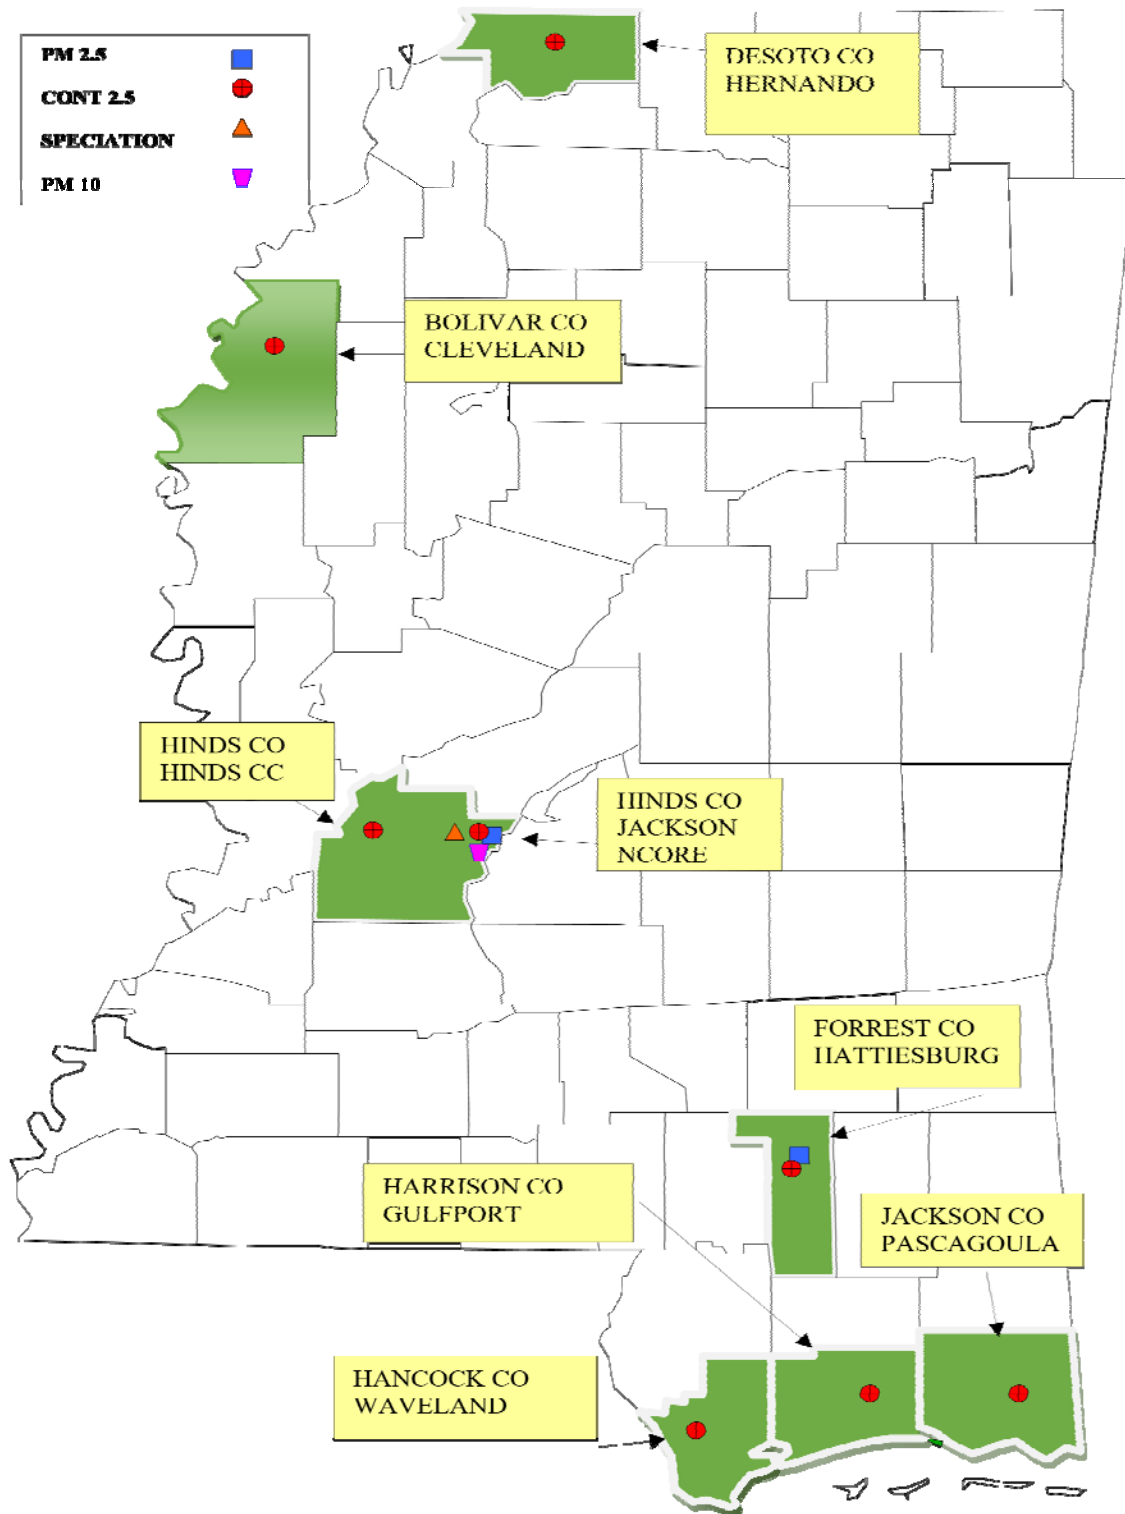 PM 2.5
CONT 2.5
SPECIATION
PM 10
DESOTO CO
HERNANDO
BOLIVAR CO
CLEVELAND
HINDS CO
HINDS CC
HINDS CO
JACKSON
NCORE
FORREST CO
HATTIESBURG
HARRISON CO
GULFPORT
JACKSON CO
PASCAGOULA
HANCOCK CO
WAVELAND